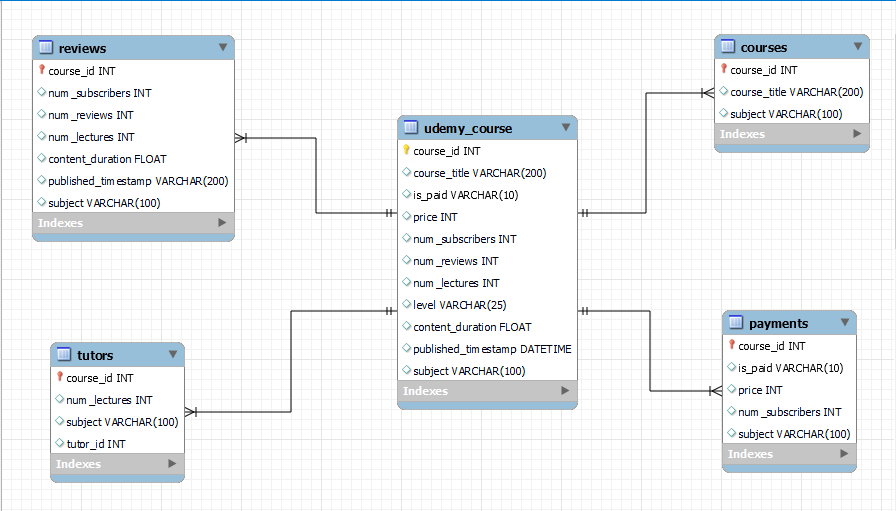 reviews
course_id INT
num_subscribers INT
num_reviews INT
num_lectures INT
content_duration FLOAT
published_timestamp VARCHAR(200)
subject VARCHAR(100)
Indexes
tutors
course_id INT
num_lectures INT
subject VARCHAR(100)
tutor_id INT
Indexes
udemy_course
course_id INT
course_title VARCHAR(200)
is_paid VARCHAR(10)
price INT
num_subscribers INT
num_reviews INT
num_lectures INT
level VARCHAR(25)
content_duration FLOAT
published_timestamp DATETIME
subject VARCHAR(100)
Indexes
courses
course_id INT
course_title VARCHAR(200)
subject VARCHAR(100)
Indexes
payments
course_id INT
is_paid VARCHAR(10)
price INT
num_subscribers INT
subject VARCHAR(100)
Indexes